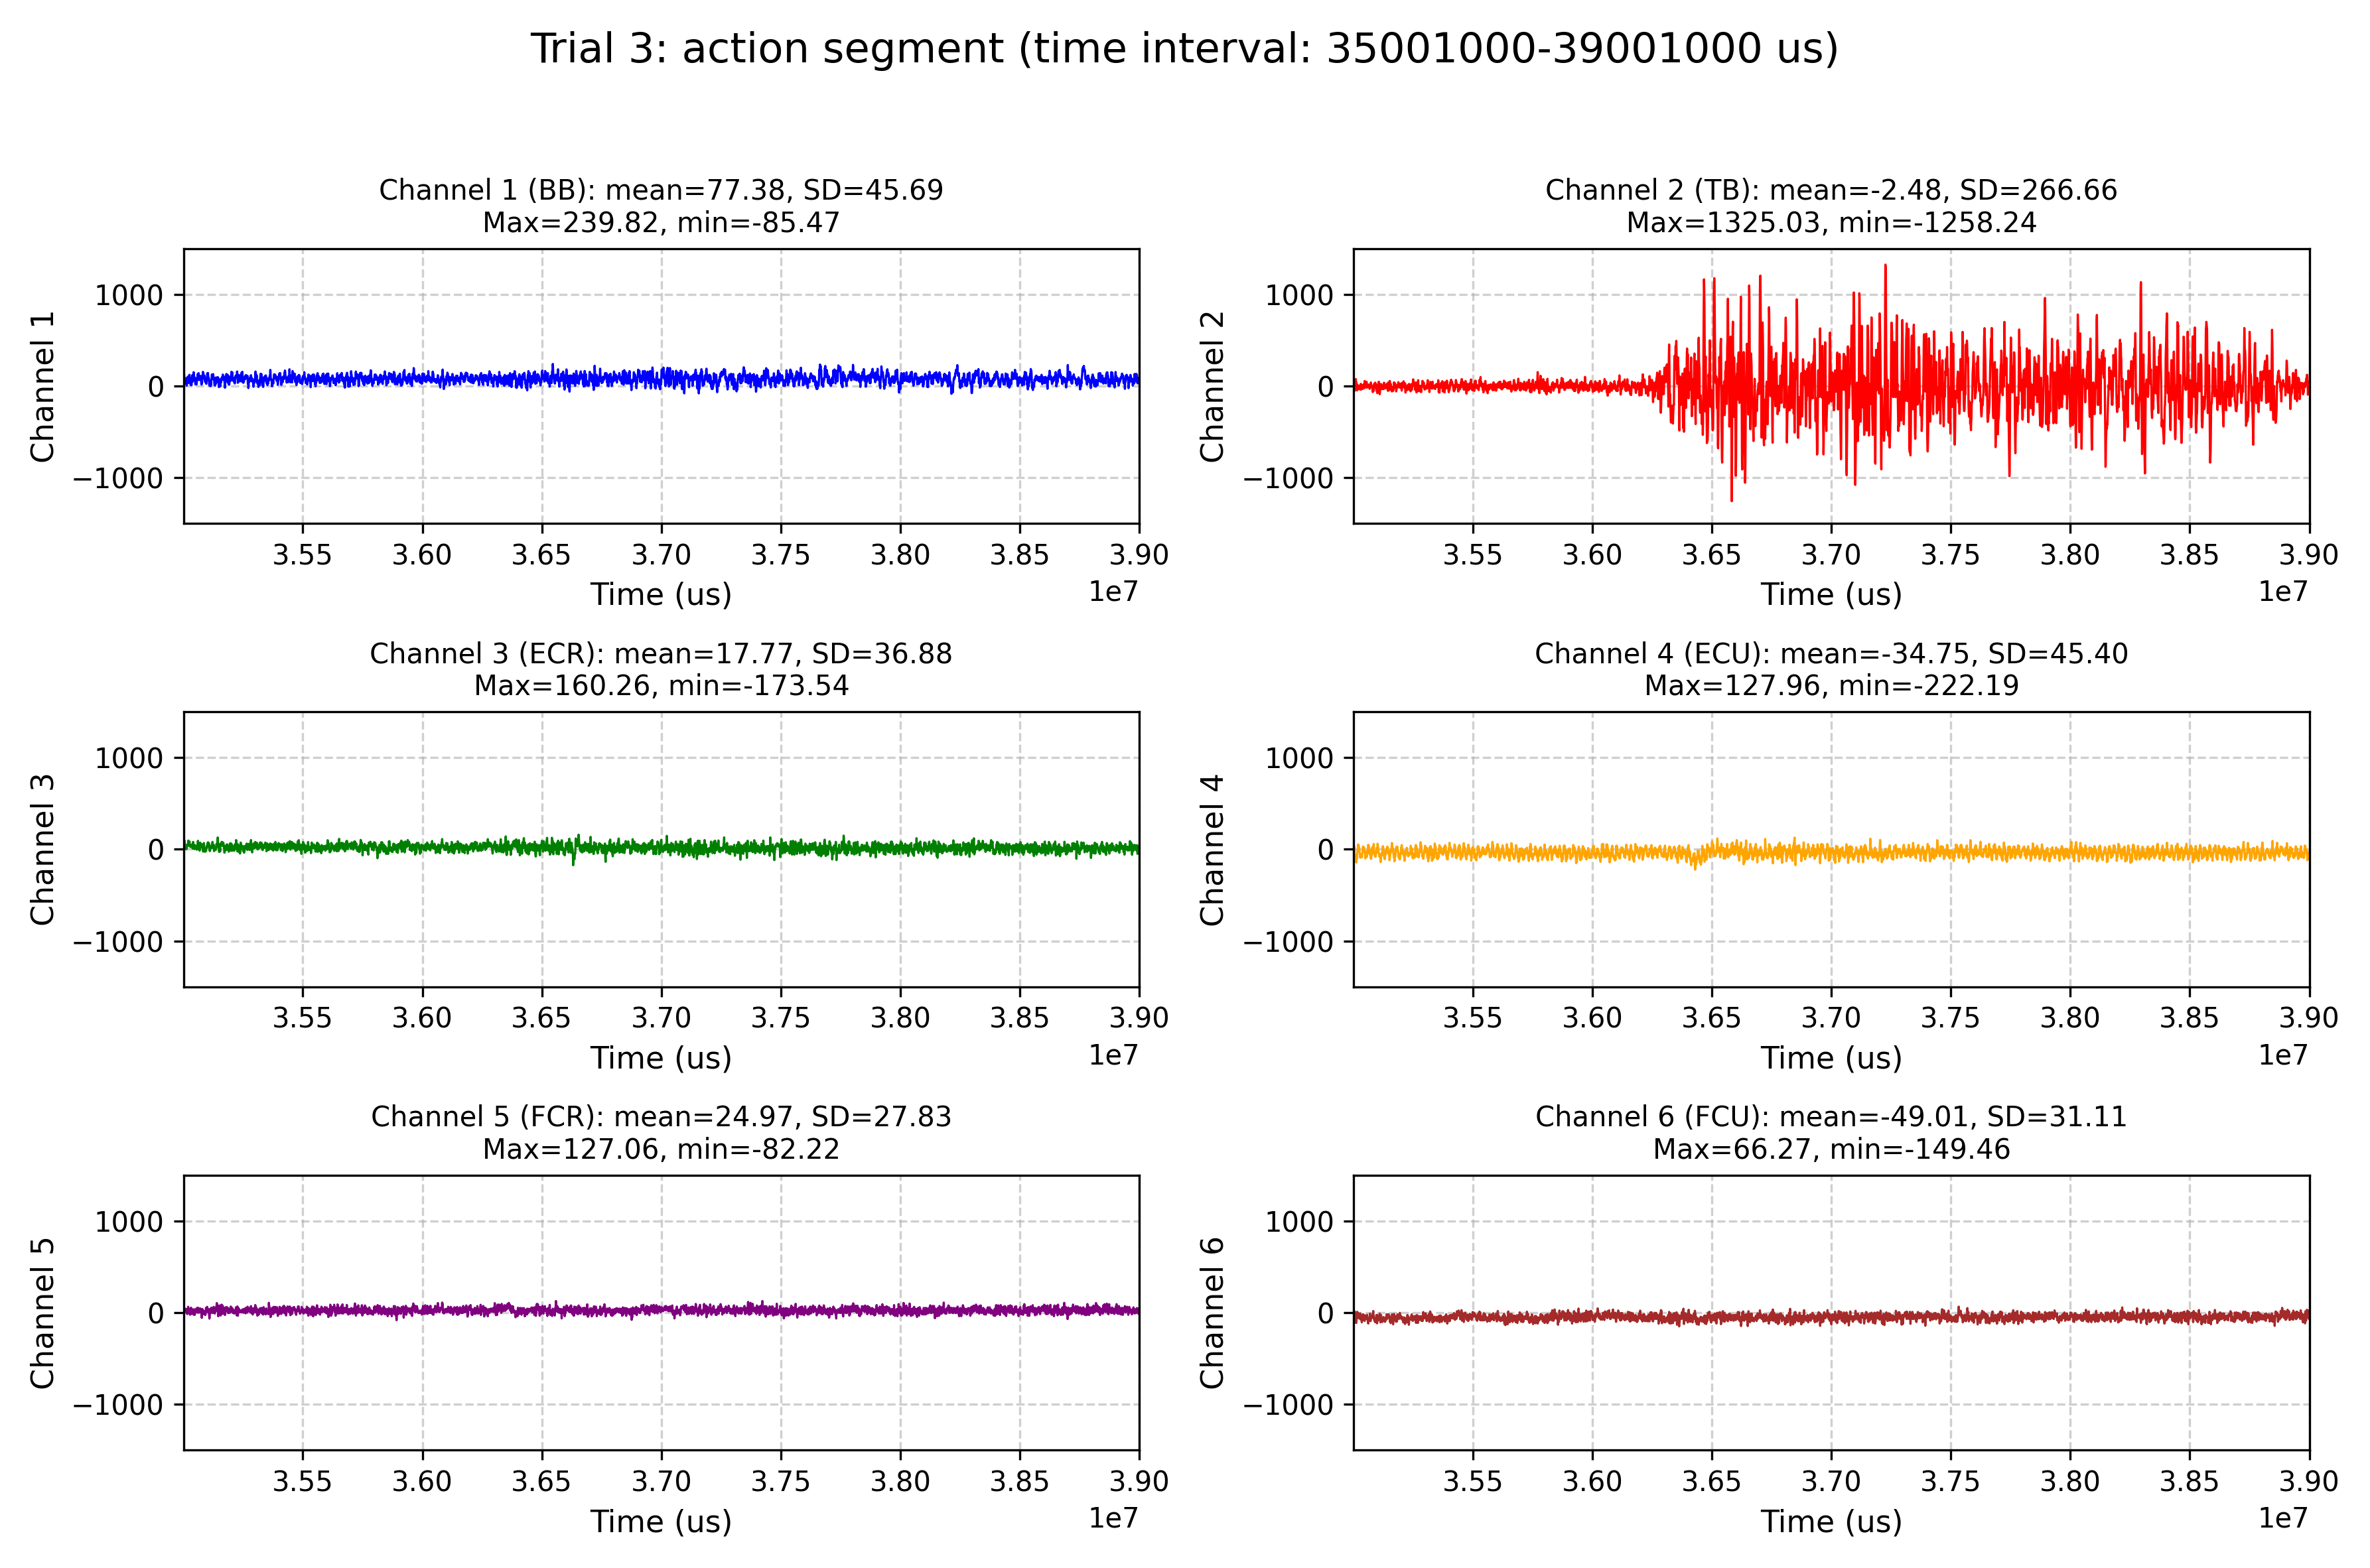 Trial 3: action segment (time interval: 35001000-39001000 us)
Channel 1 (BB): mean=77.38, SD=45.69
Max=239.82, min=-85.47
Channel 1
1000
0
−1000
3.55 3.60 3.65 3.70 3.75 3.80 3.85 3.90
Time (us)
1e7
Channel 2 (TB): mean=-2.48, SD=266.66
Max=1325.03, min=-1258.24
Channel 2
1000
0
−1000
3.55 3.60 3.65 3.70 3.75 3.80 3.85 3.90
Time (us)
1e7
Channel 3 (ECR): mean=17.77, SD=36.88
Max=160.26, min=-173.54
Channel 3
1000
0
−1000
3.55 3.60 3.65 3.70 3.75 3.80 3.85 3.90
Time (us)
1e7
Channel 4 (ECU): mean=-34.75, SD=45.40
Max=127.96, min=-222.19
Channel 4
1000
0
−1000
3.55 3.60 3.65 3.70 3.75 3.80 3.85 3.90
Time (us)
1e7
Channel 5 (FCR): mean=24.97, SD=27.83
Max=127.06, min=-82.22
Channel 5
1000
0
−1000
3.55 3.60 3.65 3.70 3.75 3.80 3.85 3.90
Time (us)
1e7
Channel 6 (FCU): mean=-49.01, SD=31.11
Max=66.27, min=-149.46
Channel 6
1000
0
−1000
3.55 3.60 3.65 3.70 3.75 3.80 3.85 3.90
Time (us)
1e7